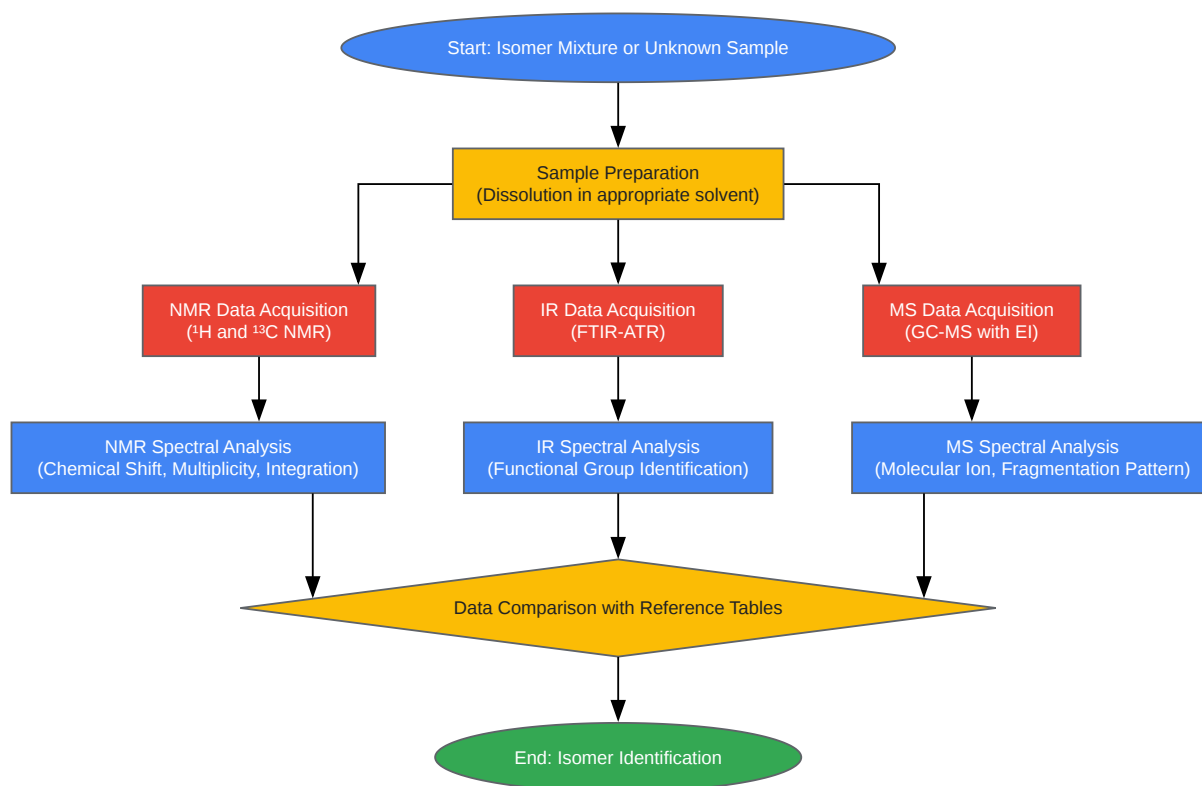 Start: Isomer Mixture or Unknown Sample
Sample Preparation
(Dissolution in appropriate solvent)
NMR Data Acquisition
(¹H and ¹³C NMR)
IR Data Acquisition
(FTIR-ATR)
MS Data Acquisition
(GC-MS with EI)
NMR Spectral Analysis
(Chemical Shift, Multiplicity, Integration)
IR Spectral Analysis
(Functional Group Identification)
MS Spectral Analysis
(Molecular Ion, Fragmentation Pattern)
Data Comparison with Reference Tables
End: Isomer Identification